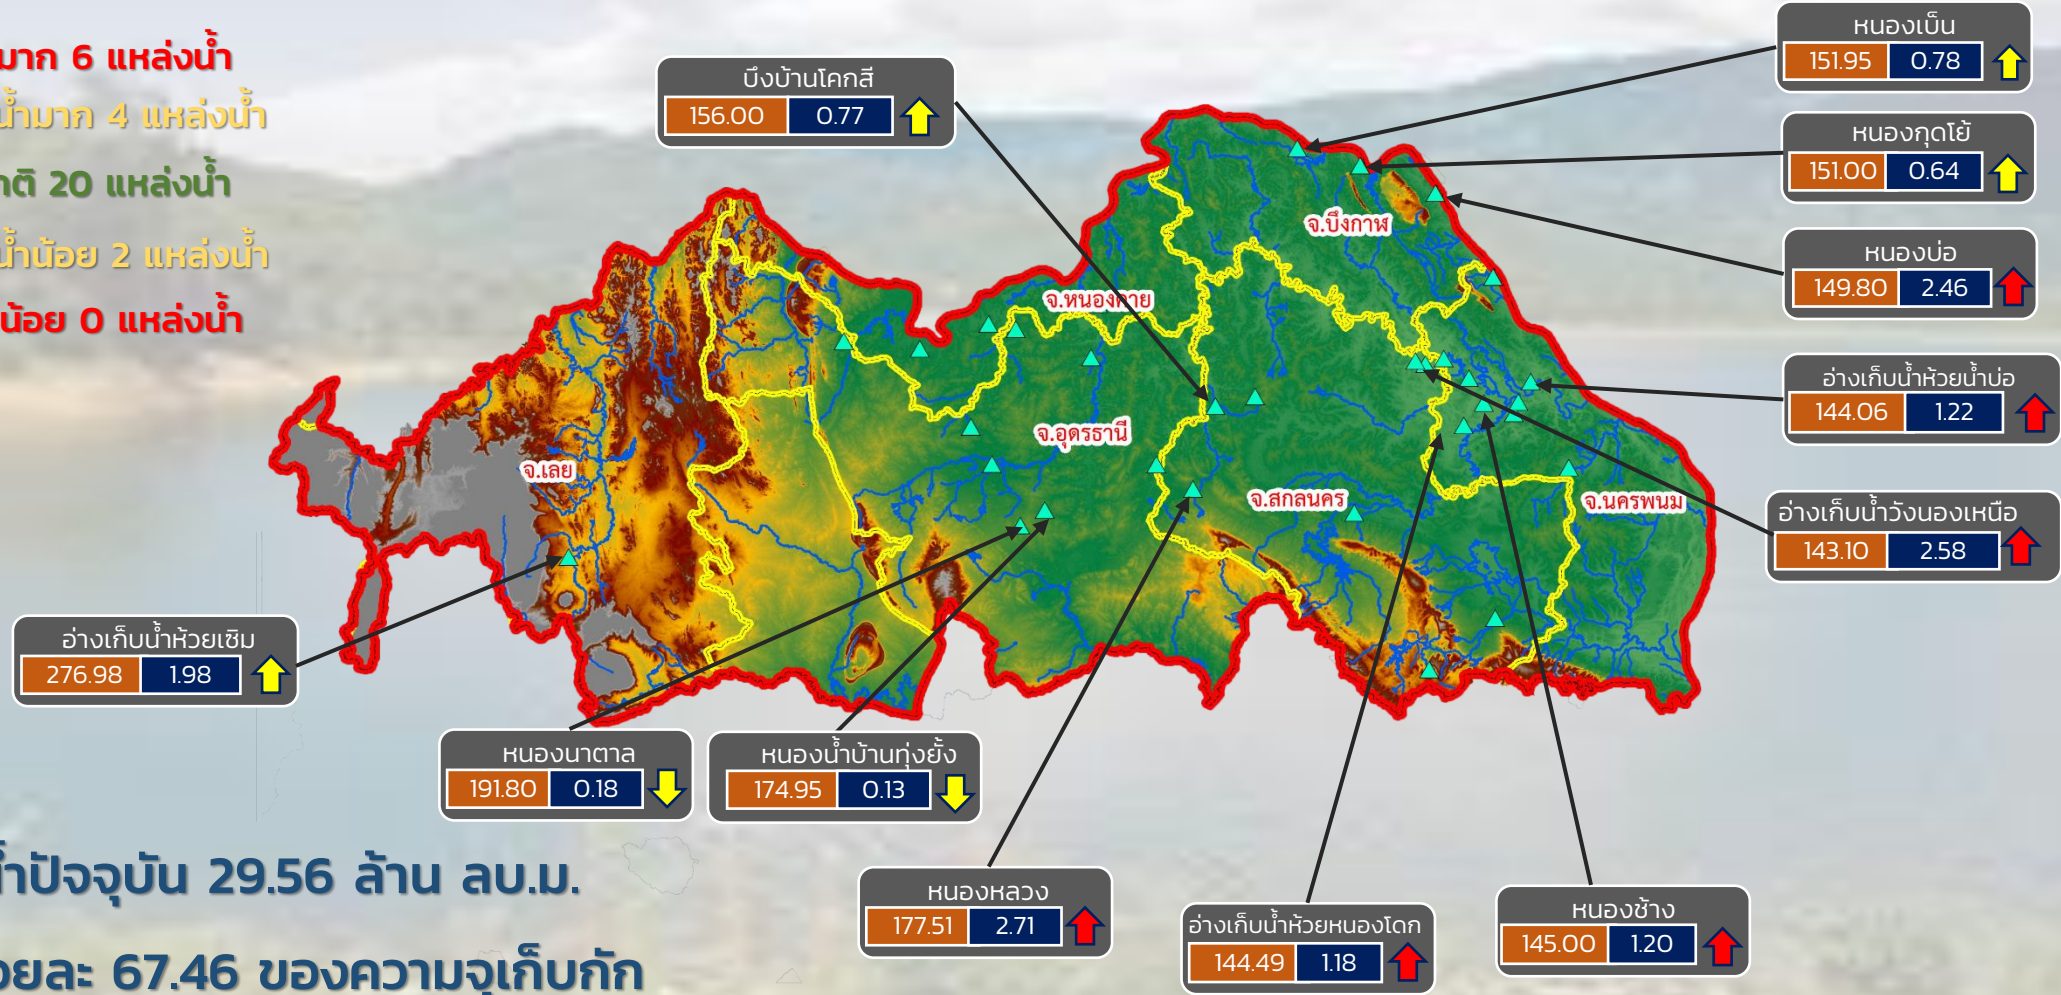 มาก 6 แหล่งน้ำ
น้ำมาก 4 แหล่งน้ำ
20 แหล่งน้ำ
น้ำน้อย 2 แหล่งน้ำ
น้อย 0 แหล่งน้ำ
บึงบ้านโคกสี
156.00 0.77
หนองเบ็น
151.95 0.78
หนองกุดโย้
151.00 0.64
หนองบ่อ
149.80 2.46
อ่างเก็บน้ำห้วยน้ำบ่อ
144.06 1.22
อ่างเก็บน้ำวังนองเหนือ
143.10 2.58
จ.บึงกาฬ
จ.หนองคาย
จ.อุดรธานี
จ.เลย
จ.สกลนคร
จ.นครพนม
อ่างเก็บน้ำห้วยเซิม
276.98 1.98
หนองนาตาล
191.80 0.18
หนองน้ำบ้านทุ่งยั้ง
174.95 0.13
หนองหลวง
177.51 2.71
อ่างเก็บน้ำห้วยหนองโดก
144.49 1.18
หนองช้าง
145.00 1.20
น้ำปัจจุบัน 29.56 ล้าน ลบ.ม.
ยละ 67.46 ของความจุเก็บกัก